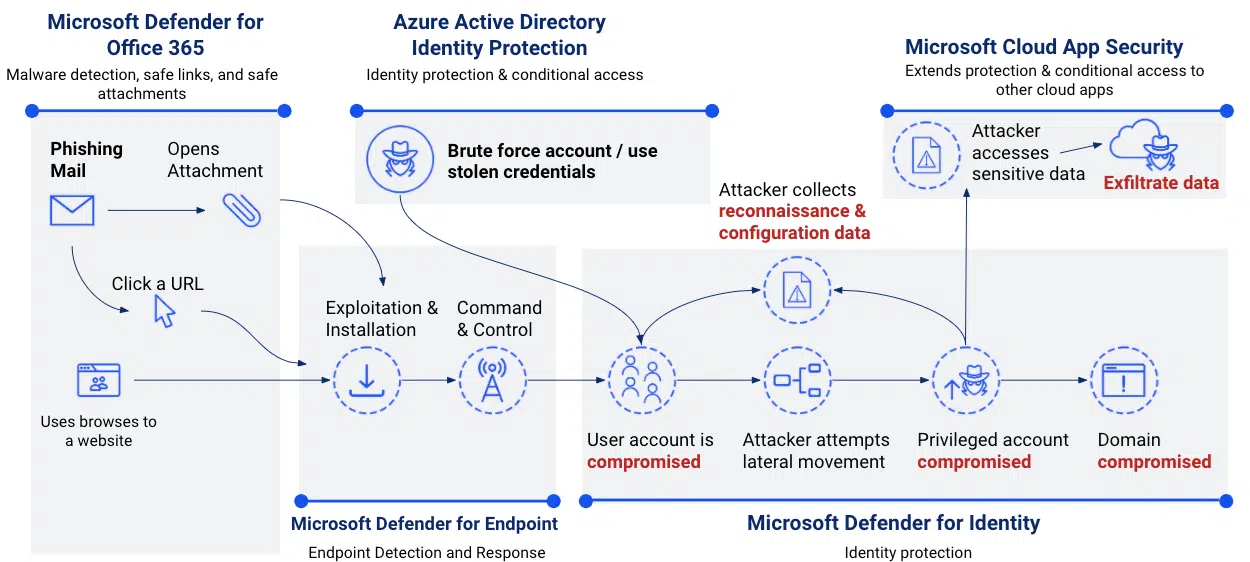 Microsoft Defender for
Office 365
Malware detection, safe links, and safe
attachments
Azure Active Directory
Identity Protection
Identity protection & conditional access
Microsoft Cloud App Security
Extends protection & conditional access to
other cloud apps
Phishing
Mail
Opens
Attachment
Click a URL
Uses browses to
a website
Brute force account / use
stolen credentials
Attacker
accesses
sensitive data
Exfiltrate data
Attacker collects
reconnaissance &
configuration data
Exploitation &
Installation
Command
& Control
User account is
compromised
Attacker attempts
lateral movement
Privileged account
compromised
Domain
compromised
Microsoft Defender for Endpoint
Endpoint Detection and Response
Microsoft Defender for Identity
Identity protection